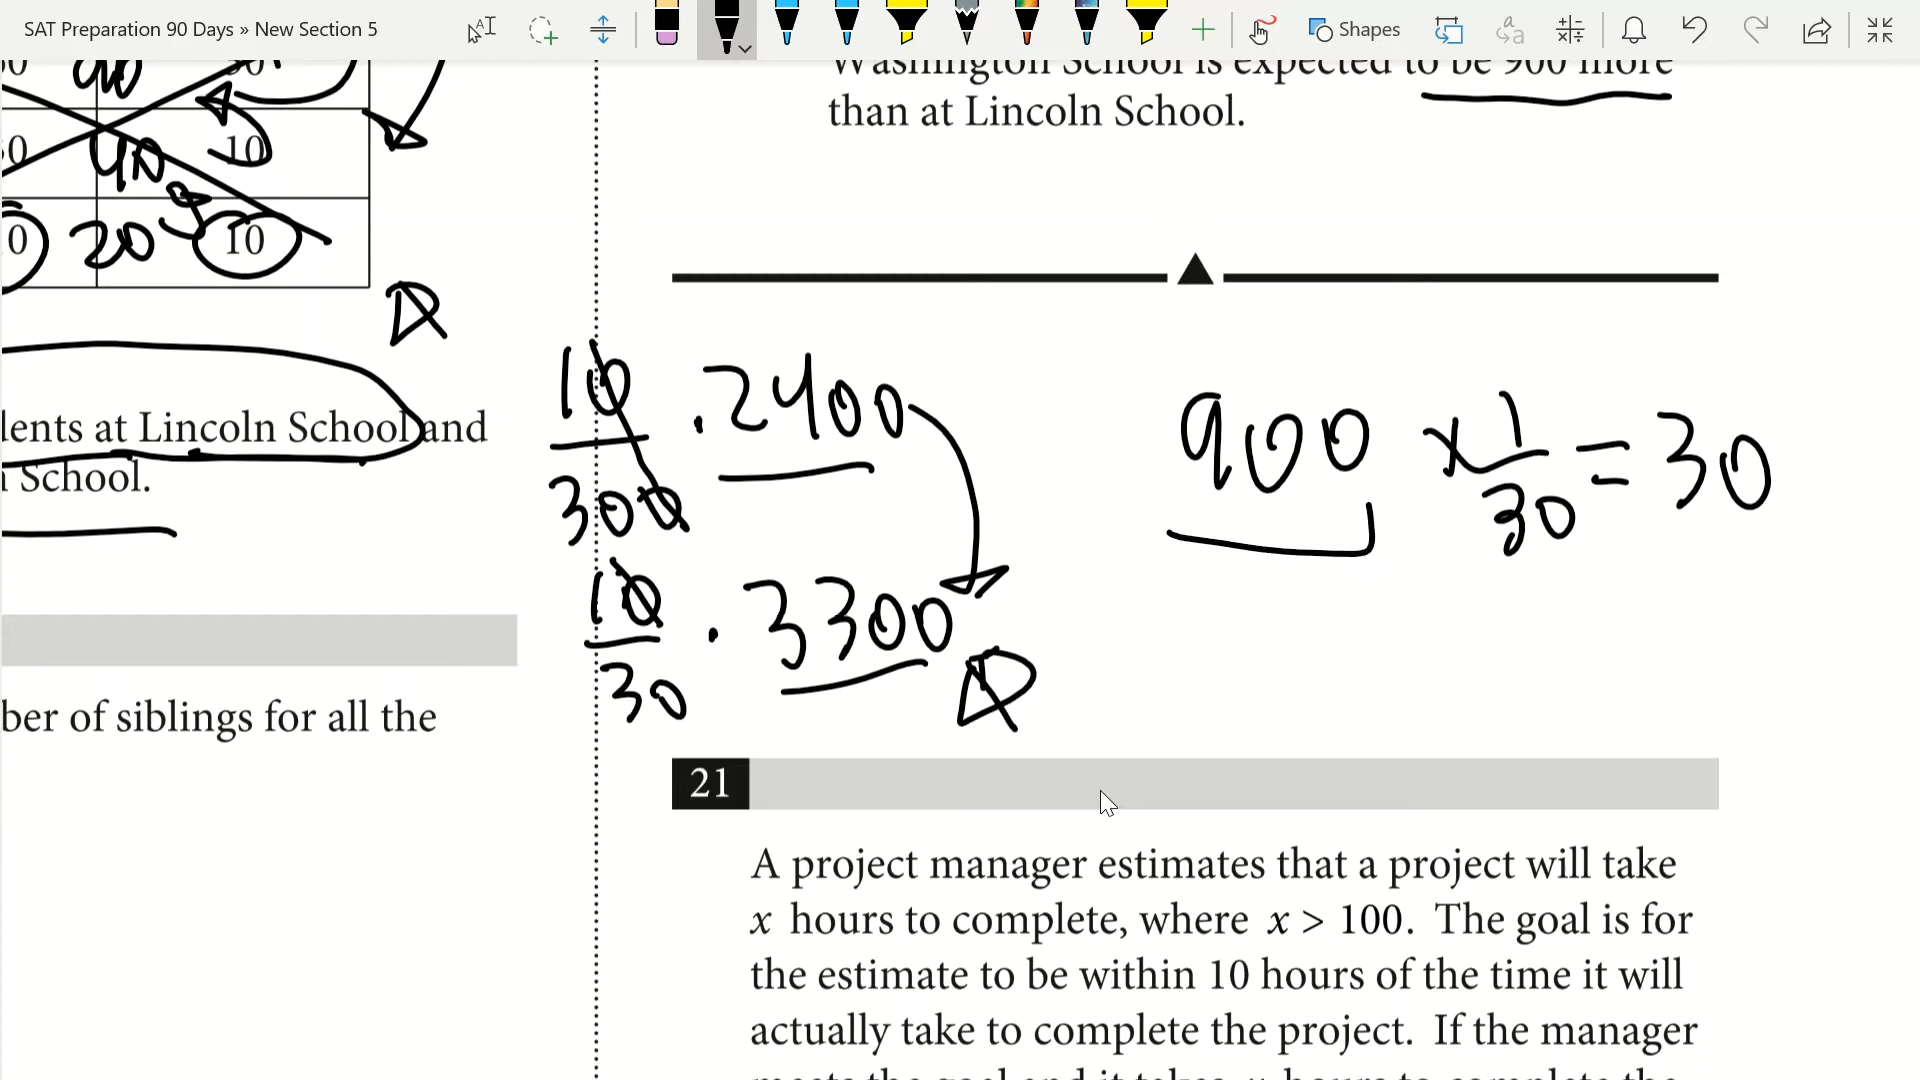 SAT Preparation 90 Days » New Section 5
Shapes
40
10
20
10
dents at Lincoln School and
School.
ber of siblings for all the
Washington School is expected to be 900 more
than at Lincoln School.
10
300
. 2400
10
30
. 3300
900 x 1/30 = 30
21
A project manager estimates that a project will take
x hours to complete, where x > 100. The goal is for
the estimate to be within 10 hours of the time it will
actually take to complete the project. If the manager